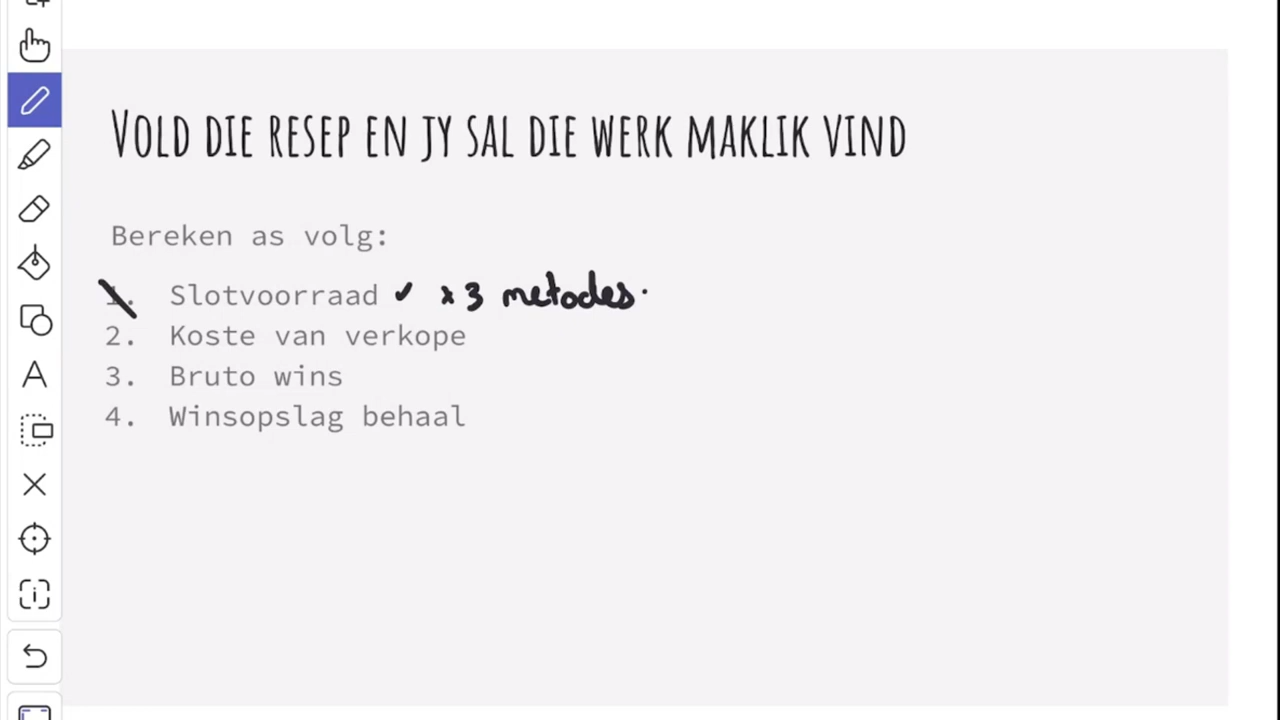 VOLD DIE RESEP EN JY SAL DIE WERK MAKLIK VIND
Bereken as volg:
1. Slotvoorraad ✓ x 3 metodes.
2. Koste van verkope
3. Bruto wins
4. Winsopslag behaal